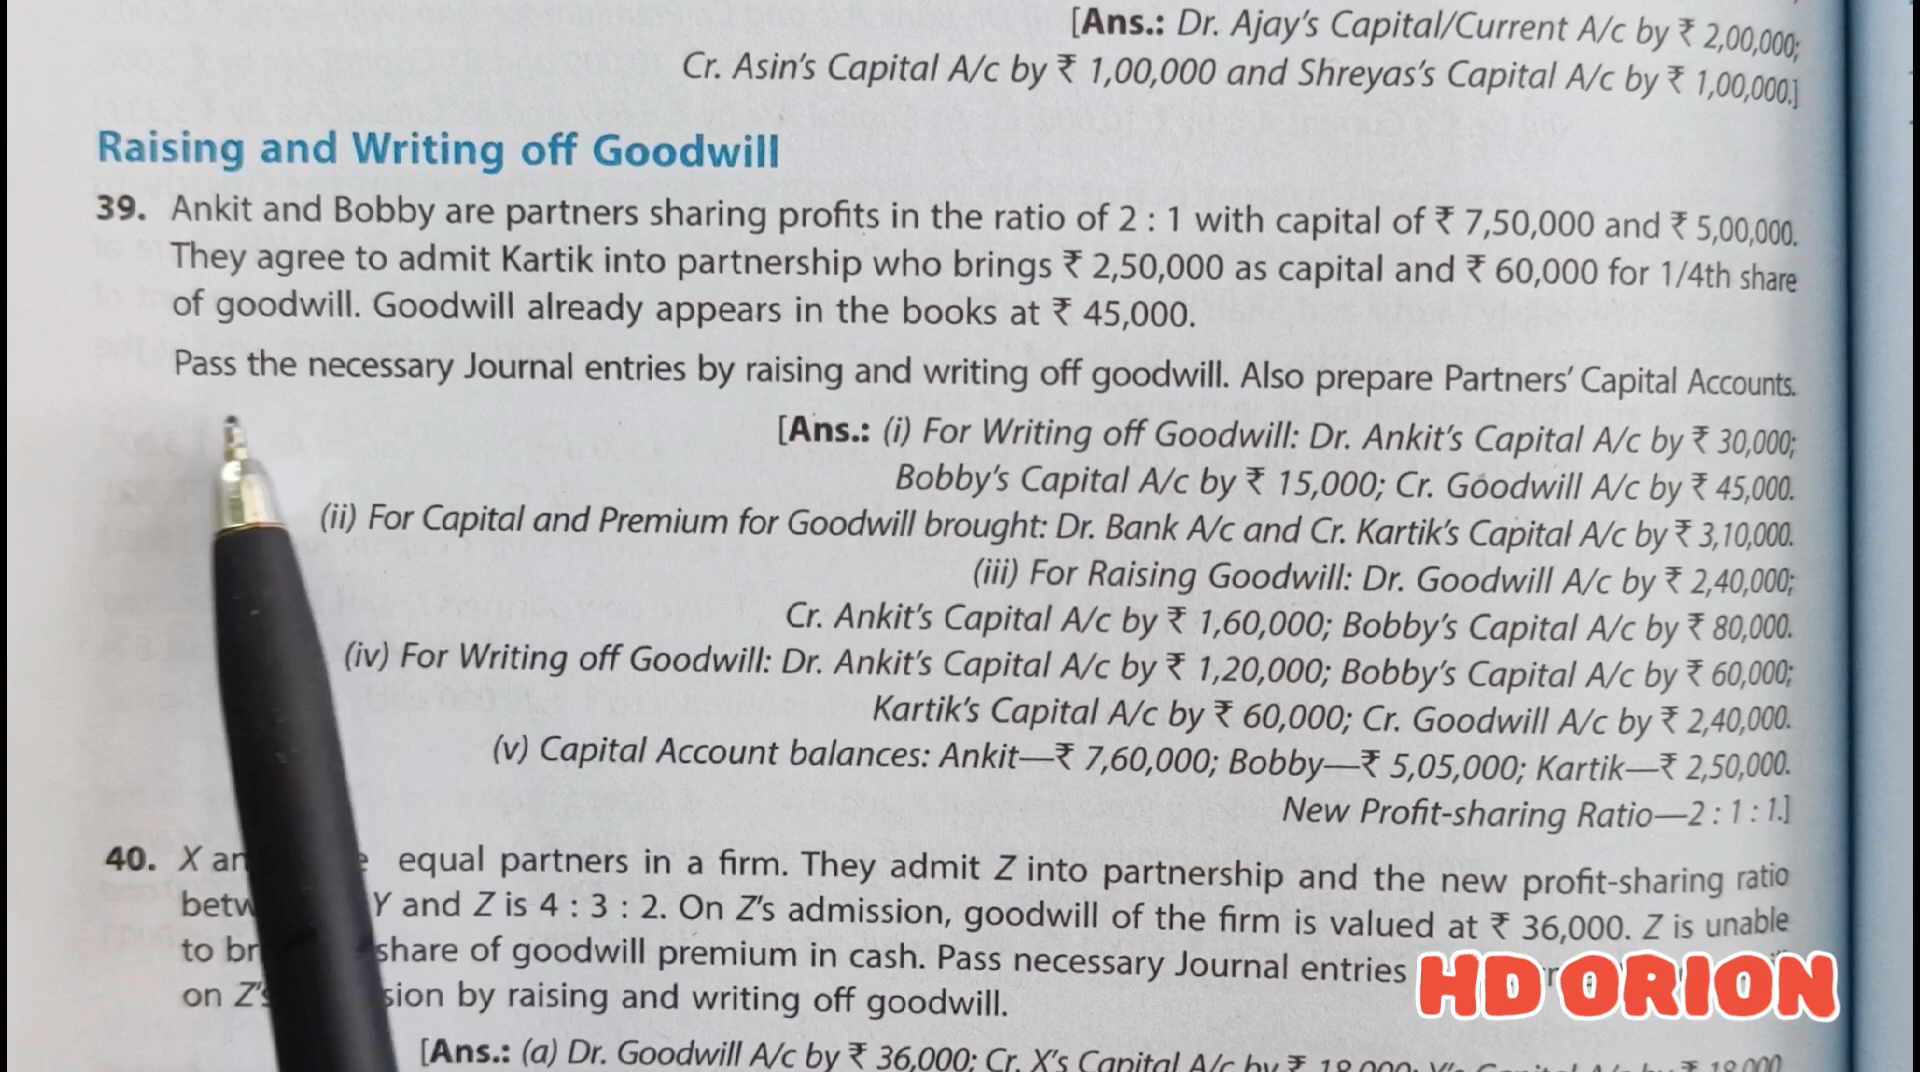 [Ans.: Dr. Ajay's Capital/Current A/c by ₹ 2,00,000;
Cr. Asin's Capital A/c by ₹ 1,00,000 and Shreyas's Capital A/c by ₹ 1,00,000.]
Raising and Writing off Goodwill
39. Ankit and Bobby are partners sharing profits in the ratio of 2 : 1 with capital of ₹ 7,50,000 and ₹ 5,00,000.
They agree to admit Kartik into partnership who brings ₹ 2,50,000 as capital and ₹ 60,000 for 1/4th share
of goodwill. Goodwill already appears in the books at ₹ 45,000.
Pass the necessary Journal entries by raising and writing off goodwill. Also prepare Partners' Capital Accounts.
[Ans.: (i) For Writing off Goodwill: Dr. Ankit's Capital A/c by ₹ 30,000;
Bobby's Capital A/c by ₹ 15,000; Cr. Goodwill A/c by ₹ 45,000.
(ii) For Capital and Premium for Goodwill brought: Dr. Bank A/c and Cr. Kartik's Capital A/c by ₹ 3,10,000.
(iii) For Raising Goodwill: Dr. Goodwill A/c by ₹ 2,40,000;
Cr. Ankit's Capital A/c by ₹ 1,60,000; Bobby's Capital A/c by ₹ 80,000.
(iv) For Writing off Goodwill: Dr. Ankit's Capital A/c by ₹ 1,20,000; Bobby's Capital A/c by ₹ 60,000;
Kartik's Capital A/c by ₹ 60,000; Cr. Goodwill A/c by ₹ 2,40,000.
(v) Capital Account balances: Ankit—₹ 7,60,000; Bobby—₹ 5,05,000; Kartik—₹ 2,50,000.
New Profit-sharing Ratio—2 : 1 : 1.]
40. X equal partners in a firm. They admit Z into partnership and the new profit-sharing ratio
Y and Z is 4 : 3 : 2. On Z's admission, goodwill of the firm is valued at ₹ 36,000. Z is unable
to share of goodwill premium in cash. Pass necessary Journal entries
on Z's by raising and writing off goodwill.
HD ORION
[Ans.: (a) Dr. Goodwill A/c by ₹ 36,000; Cr. X's Capital A/c by ₹